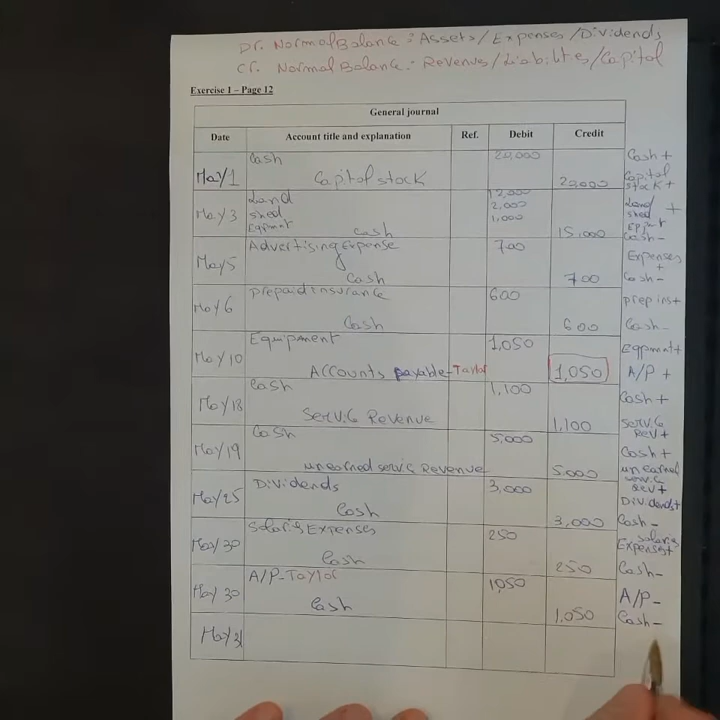 Dr. Normal Balance: Assets/Expenses/Dividends
Cr. Normal Balance: Revenues/Liabilities/Capital
Exercise 1 – Page 12
General journal
Date Account title and explanation Ref. Debit Credit
Cash 20,000 Cash +
May 1 Capital stock 20,000 Capital stock +
Land 12,000 Land +
May 3 shed 2,000 shed
Eqpmnt 1,000 Eqpmt
Cash 15,000 Cash -
Advertising Expense 700 Expenses +
May 5
Cash 700 Cash -
prepaid insurance 600 prep ins +
May 6
Cash 600 Cash -
Equipment 1,050 Eqpmnt +
May 10
Accounts payable - Taylor 1,050 A/P +
Cash 1,100 Cash +
May 18
Service Revenue 1,100 Service Rev +
Cash 5,000 Cash +
May 19
unearned service Revenue 5,000 unearned service Rev +
Dividends 3,000 Dividends +
May 25
Cash 3,000 Cash -
Salaries Expenses 250 Salaries Expenses +
May 30
Cash 250 Cash -
A/P - Taylor 1,050 A/P -
May 30
Cash 1,050 Cash -
May 31